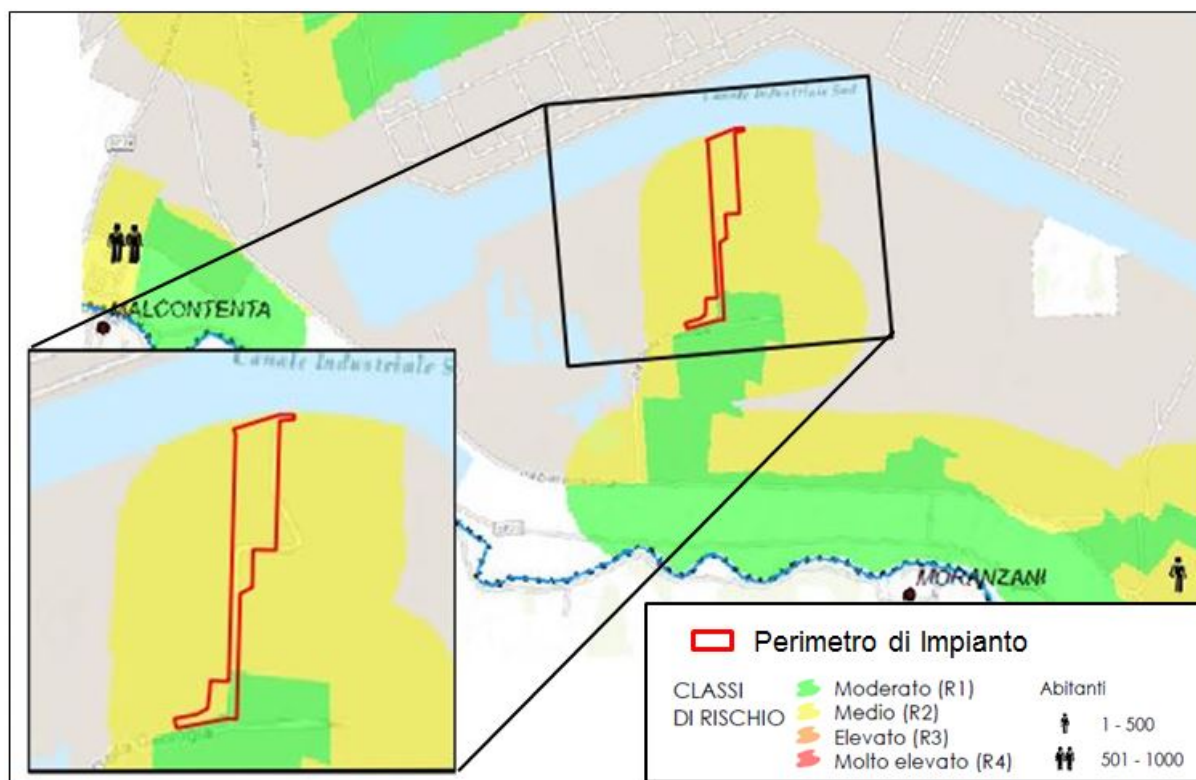 Canale Industriale Sud
MALCONTENTA
Canale Industriale S
MORANZANI
Perimetro di Impianto
CLASSI
DI RISCHIO
Moderato (R1)
Medio (R2)
Elevato (R3)
Molto elevato (R4)
Abitanti
1 - 500
501 - 1000